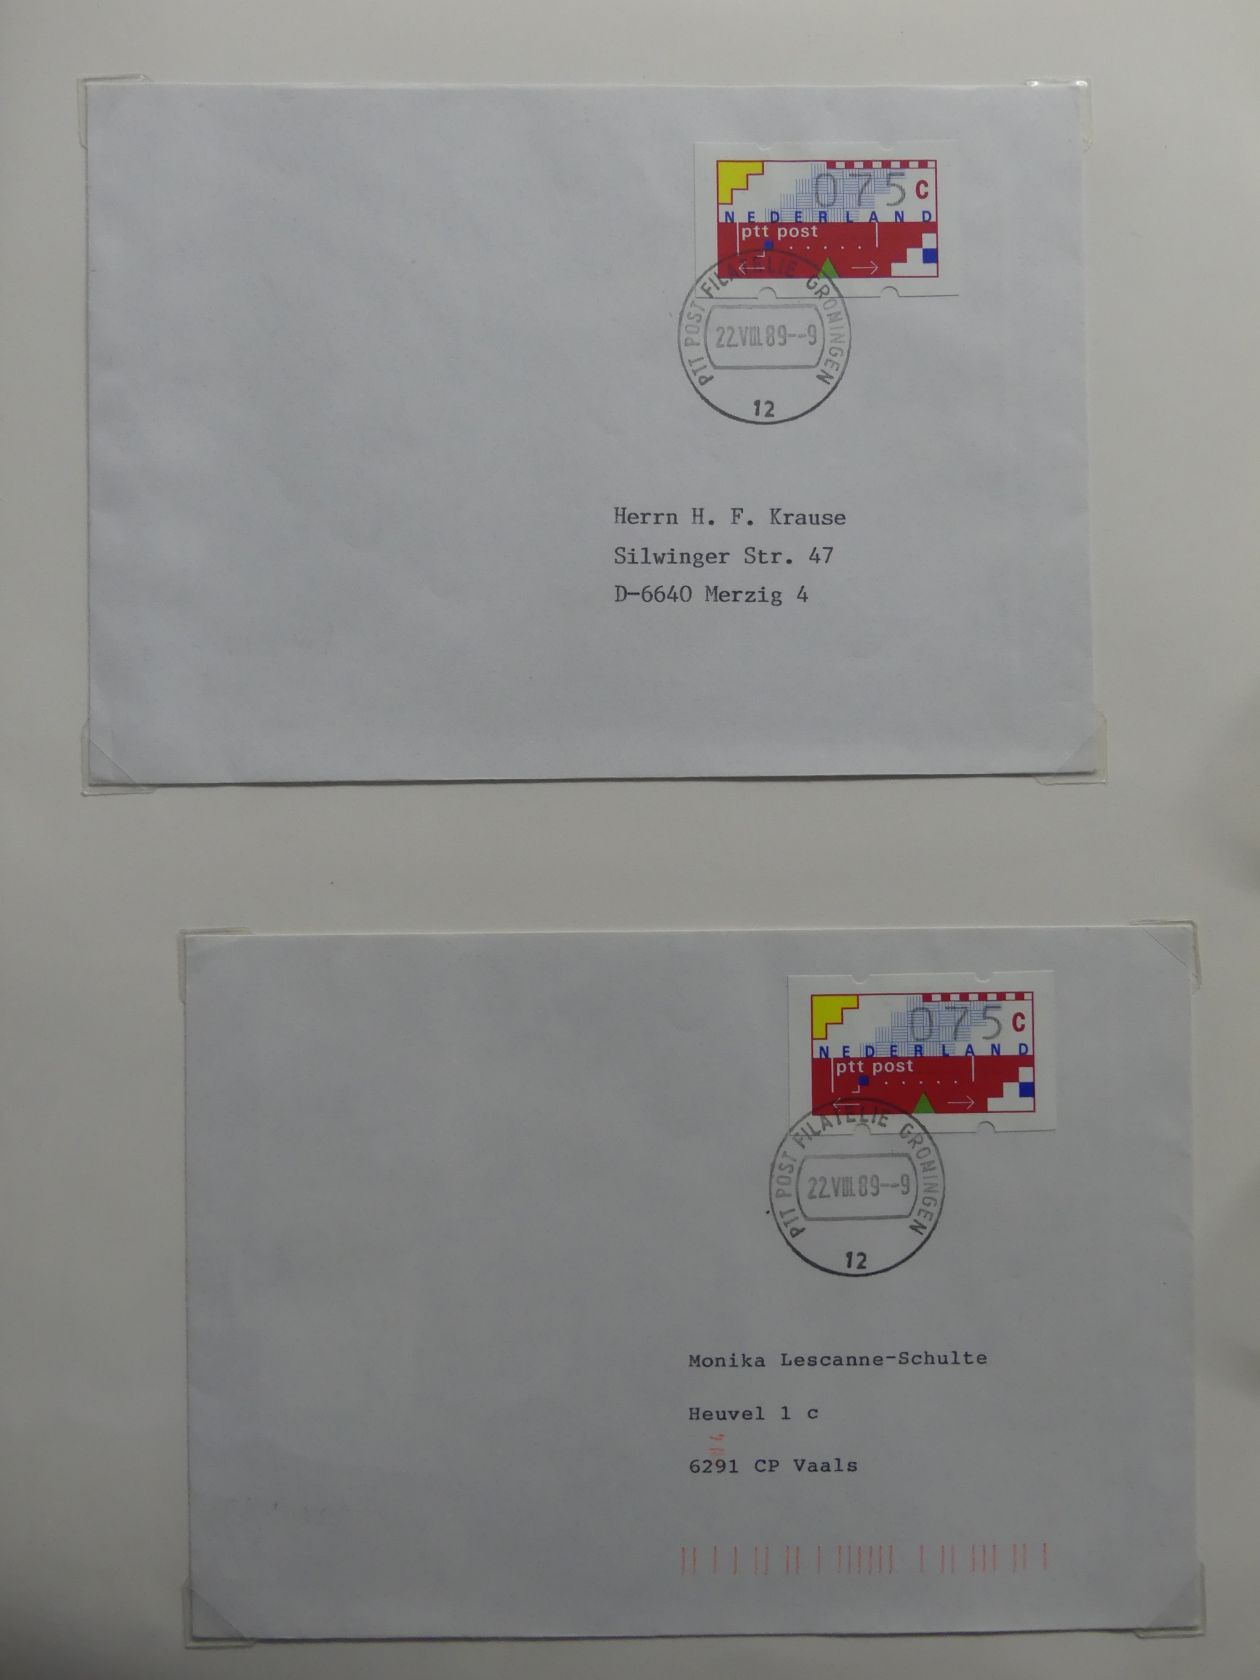 075 C
NEDERLAND
ptt post
PTT POST FILATELIE GRONINGEN
22.VIII.89--9
12
Herrn H. F. Krause
Silwinger Str. 47
D-6640 Merzig 4
075 C
NEDERLAND
ptt post
PTT POST FILATELIE GRONINGEN
22.VIII.89--9
12
Monika Lescanne-Schulte
Heuvel 1 c
6291 CP Vaals